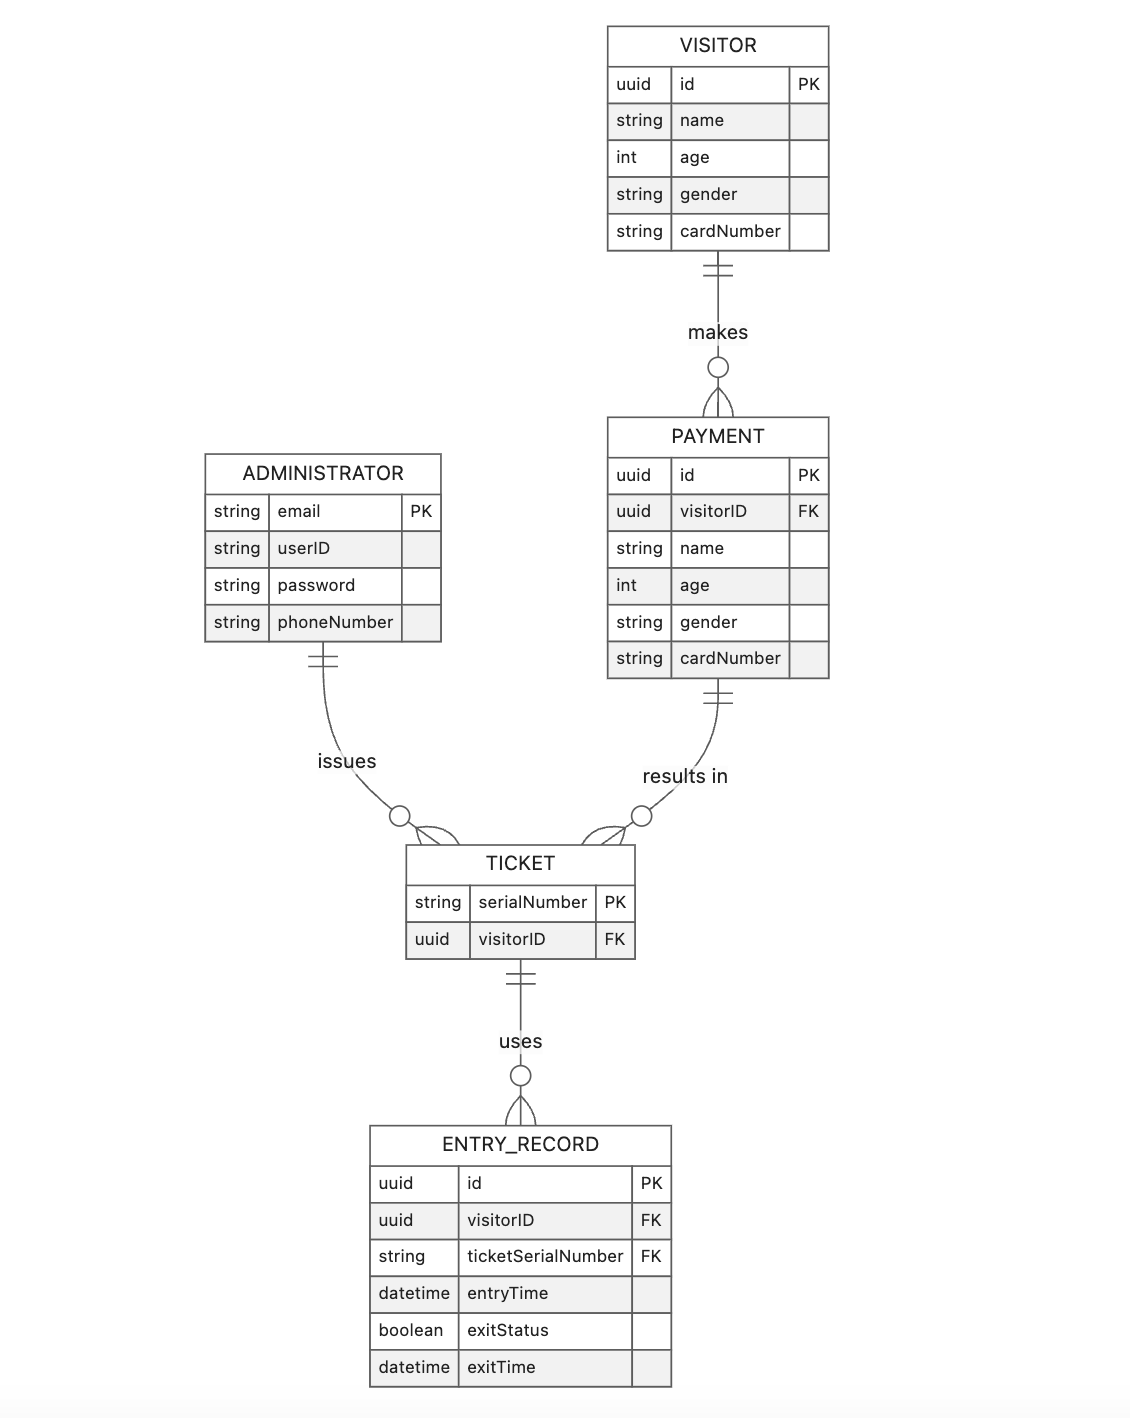 VISITOR
uuid id PK
string name
int age
string gender
string cardNumber
makes
PAYMENT
uuid id PK
uuid visitorID FK
string name
int age
string gender
string cardNumber
ADMINISTRATOR
string email PK
string userID
string password
string phoneNumber
issues
results in
TICKET
string serialNumber PK
uuid visitorID FK
uses
ENTRY_RECORD
uuid id PK
uuid visitorID FK
string ticketSerialNumber FK
datetime entryTime
boolean exitStatus
datetime exitTime